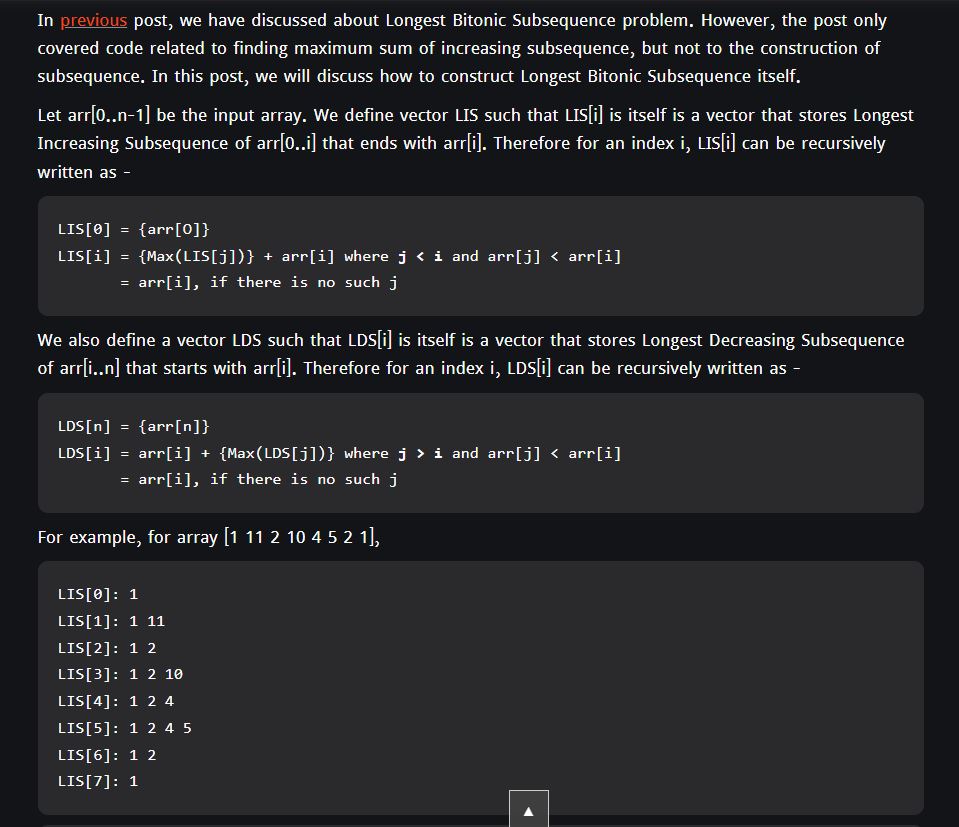 In previous post, we have discussed about Longest Bitonic Subsequence problem. However, the post only
covered code related to finding maximum sum of increasing subsequence, but not to the construction of
subsequence. In this post, we will discuss how to construct Longest Bitonic Subsequence itself.
Let arr[0..n-1] be the input array. We define vector LIS such that LIS[i] is itself is a vector that stores Longest
Increasing Subsequence of arr[0..i] that ends with arr[i]. Therefore for an index i, LIS[i] can be recursively
written as -
LIS[0] = {arr[O]}
LIS[i] = {Max(LIS[j])} + arr[i] where j < i and arr[j] < arr[i]
= arr[i], if there is no such j
We also define a vector LDS such that LDS[i] is itself is a vector that stores Longest Decreasing Subsequence
of arr[i..n] that starts with arr[i]. Therefore for an index i, LDS[i] can be recursively written as -
LDS[n] = {arr[n]}
LDS[i] = arr[i] + {Max(LDS[j])} where j > i and arr[j] < arr[i]
= arr[i], if there is no such j
For example, for array [1 11 2 10 4 5 2 1],
LIS[0]: 1
LIS[1]: 1 11
LIS[2]: 1 2
LIS[3]: 1 2 10
LIS[4]: 1 2 4
LIS[5]: 1 2 4 5
LIS[6]: 1 2
LIS[7]: 1